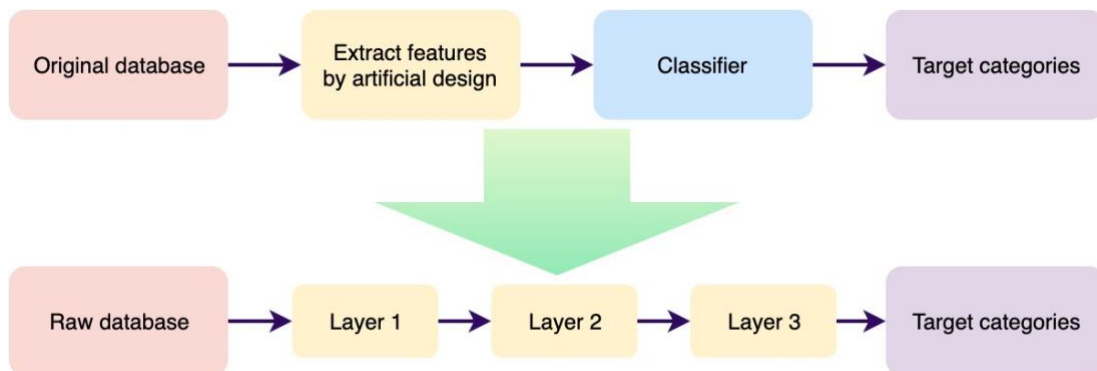 Original database
Extract features
by artificial design
Classifier
Target categories
Raw database
Layer 1
Layer 2
Layer 3
Target categories